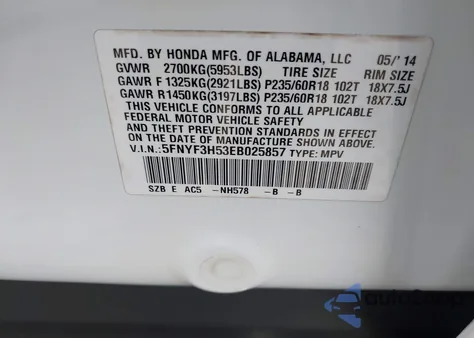 MFD. BY HONDA MFG. OF ALABAMA, LLC 05/'14
GVWR 2700KG(5953LBS) TIRE SIZE RIM SIZE
GAWR F 1325KG(2921LBS) P235/60R18 102T 18X7.5J
GAWR R1450KG(3197LBS) P235/60R18 102T 18X7.5J
THIS VEHICLE CONFORMS TO ALL APPLICABLE
FEDERAL MOTOR VEHICLE SAFETY
AND THEFT PREVENTION STANDARDS IN EFFECT
ON THE DATE OF MANUFACTURE SHOWN ABOVE.
V.I.N.:5FNYF3H53EB025857 TYPE: MPV
SZB E AC5 -NH578 -B -B